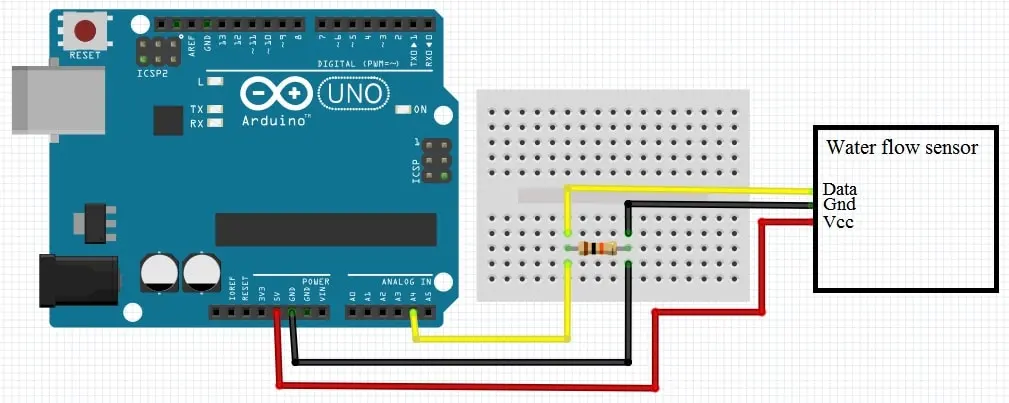 RESET
ICSP2
AREF
GND
13
12
~11
~10
~9
8
7
~6
~5
4
~3
2
TX0▶1
RX0◀0
DIGITAL (PWM=~)
L
TX
RX
UNO
Arduino™
ON
1
ICSP
Water flow sensor
Data
Gnd
Vcc
POWER
ANALOG IN
IOREF
RESET
3V3
5V
GND
GND
VIN
A0
A1
A2
A3
A4
A5